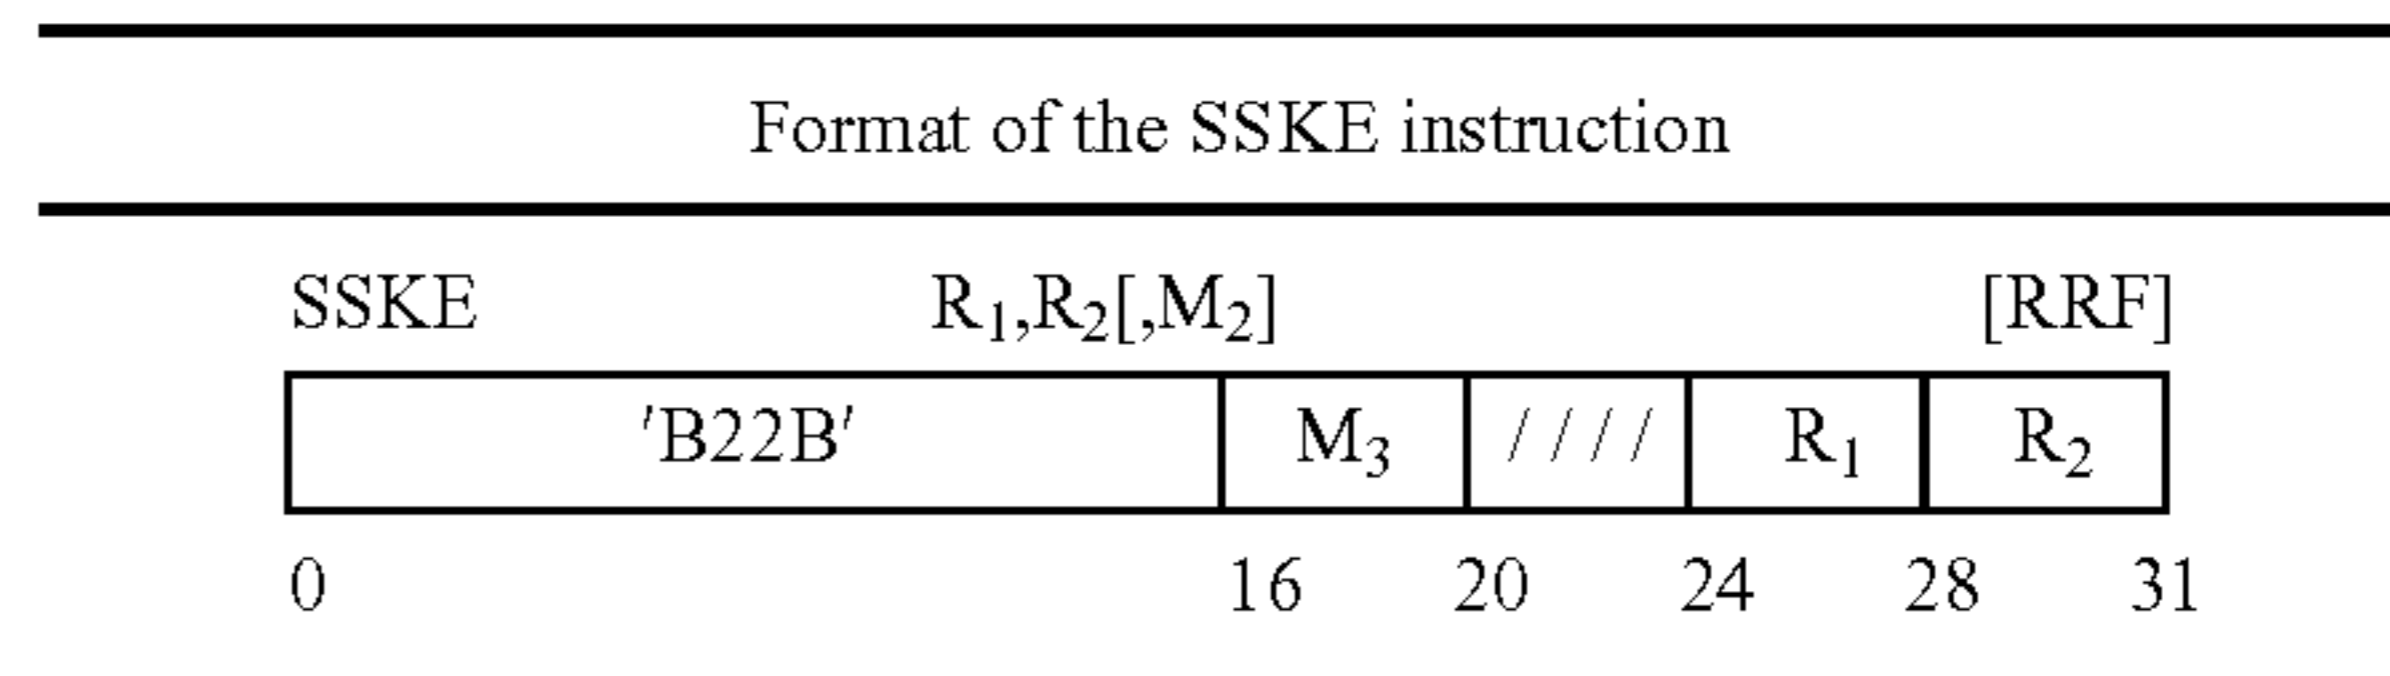 Format of the SSKE instruction
SSKE R₁,R₂[,M₂] [RRF]
'B22B' M₃ //// R₁ R₂
0 16 20 24 28 31